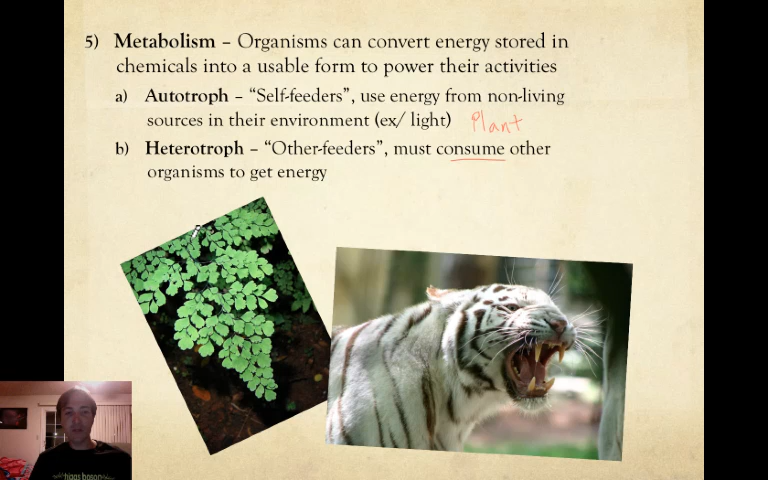 5) Metabolism – Organisms can convert energy stored in
chemicals into a usable form to power their activities
a) Autotroph – “Self-feeders”, use energy from non-living
sources in their environment (ex/ light) Plant
b) Heterotroph – “Other-feeders”, must consume other
organisms to get energy
higgs boson